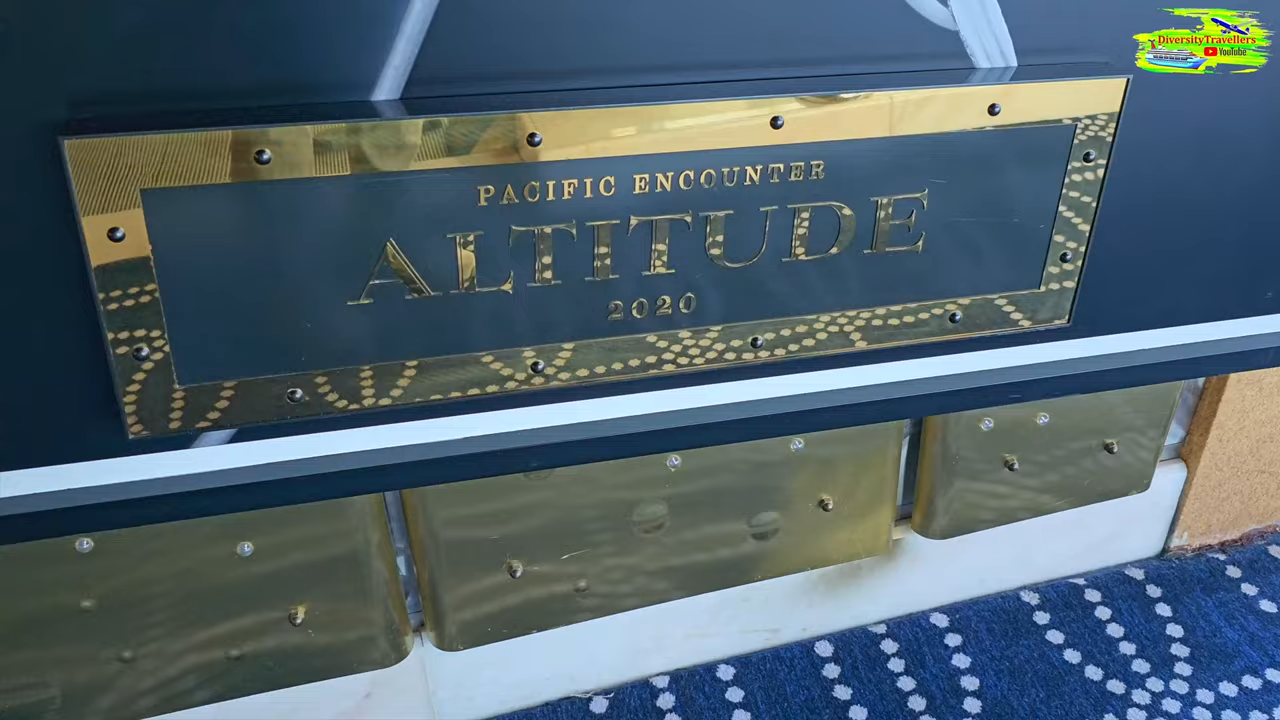 DiversityTravellers
YouTube
PACIFIC ENCOUNTER
ALTITUDE
2020